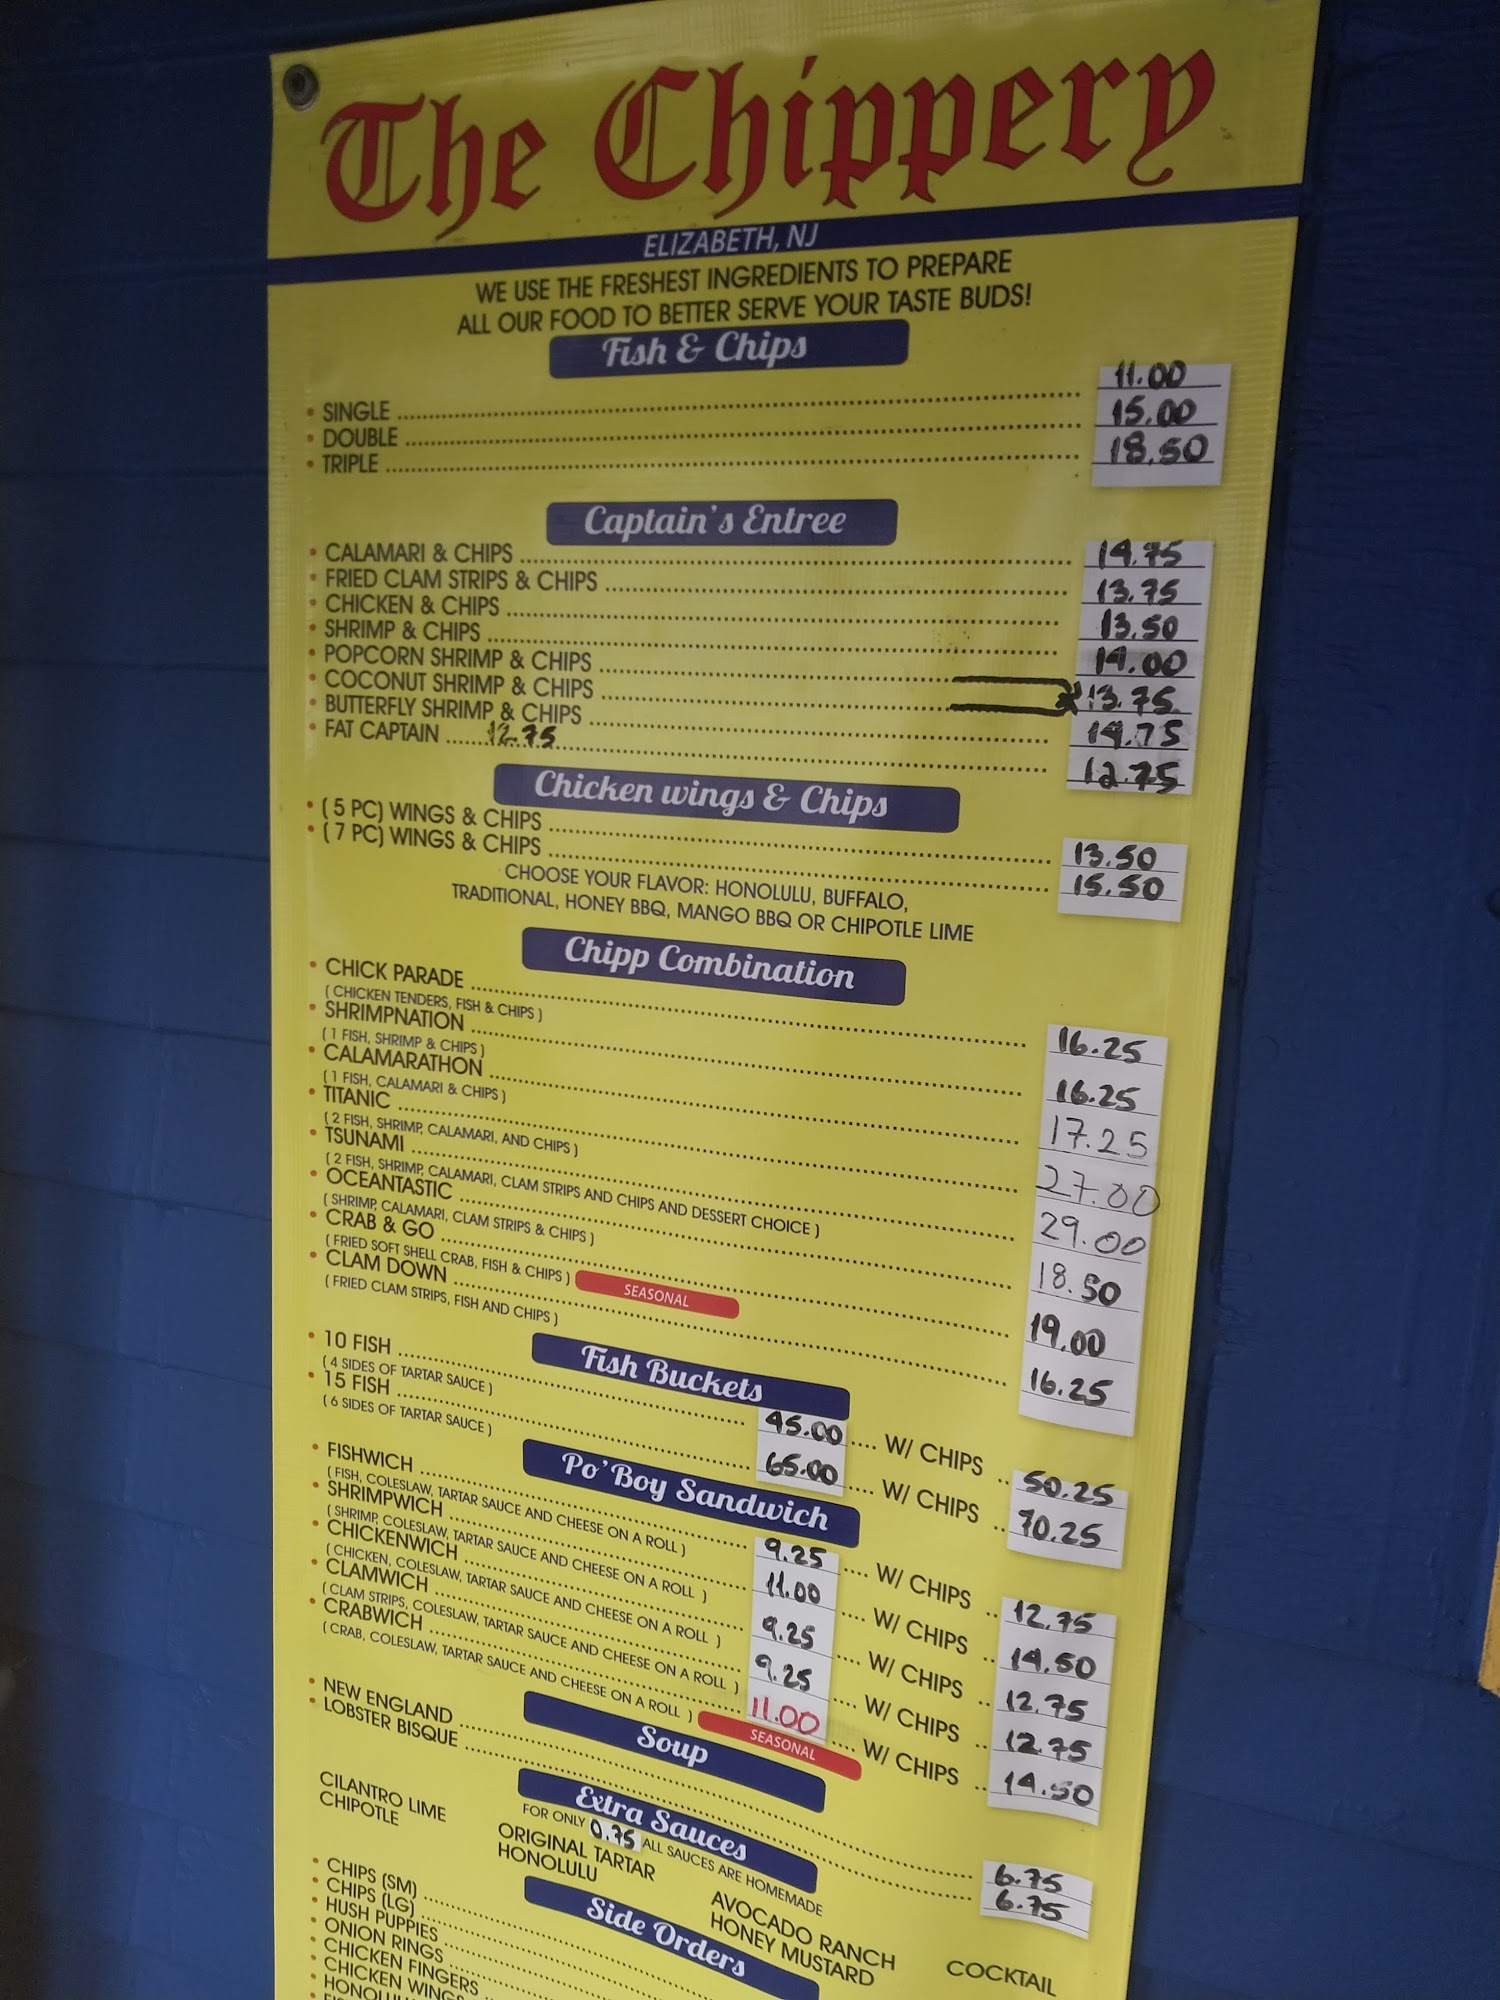 The Chippery
ELIZABETH, NJ
WE USE THE FRESHEST INGREDIENTS TO PREPARE
ALL OUR FOOD TO BETTER SERVE YOUR TASTE BUDS!
Fish & Chips
• SINGLE 11.00
• DOUBLE 15.00
• TRIPLE 18.50
Captain's Entree
• CALAMARI & CHIPS 14.75
• FRIED CLAM STRIPS & CHIPS 13.75
• CHICKEN & CHIPS 13.50
• SHRIMP & CHIPS 14.00
• POPCORN SHRIMP & CHIPS 13.75
• COCONUT SHRIMP & CHIPS 14.75
• BUTTERFLY SHRIMP & CHIPS 12.75
• FAT CAPTAIN 12.75
Chicken wings & Chips
• ( 5 PC) WINGS & CHIPS 13.50
• ( 7 PC) WINGS & CHIPS 15.50
CHOOSE YOUR FLAVOR: HONOLULU, BUFFALO,
TRADITIONAL, HONEY BBQ, MANGO BBQ OR CHIPOTLE LIME
Chipp Combination
• CHICK PARADE 16.25
( CHICKEN TENDERS, FISH & CHIPS )
• SHRIMPNATION 16.25
( 1 FISH, SHRIMP & CHIPS )
• CALAMARATHON 17.25
( 1 FISH, CALAMARI & CHIPS )
• TITANIC 27.00
( 2 FISH, SHRIMP, CALAMARI, AND CHIPS )
• TSUNAMI 29.00
( 2 FISH, SHRIMP, CALAMARI, CLAM STRIPS AND CHIPS AND DESSERT CHOICE )
• OCEANTASTIC 18.50
( SHRIMP, CALAMARI, CLAM STRIPS & CHIPS )
• CRAB & GO 19.00
( FRIED SOFT SHELL CRAB, FISH & CHIPS ) SEASONAL
• CLAM DOWN 16.25
( FRIED CLAM STRIPS, FISH AND CHIPS )
Fish Buckets
• 10 FISH 45.00 .... W/ CHIPS .. 50.25
( 4 SIDES OF TARTAR SAUCE )
• 15 FISH 65.00 .... W/ CHIPS .. 70.25
( 6 SIDES OF TARTAR SAUCE )
Po'Boy Sandwich
• FISHWICH 9.25 .... W/ CHIPS .. 12.75
( FISH, COLESLAW, TARTAR SAUCE AND CHEESE ON A ROLL )
• SHRIMPWICH 11.00 .... W/ CHIPS .. 14.50
( SHRIMP, COLESLAW, TARTAR SAUCE AND CHEESE ON A ROLL )
• CHICKENWICH 9.25 .... W/ CHIPS .. 12.75
( CHICKEN, COLESLAW, TARTAR SAUCE AND CHEESE ON A ROLL )
• CLAMWICH 9.25 .... W/ CHIPS .. 12.75
( CLAM STRIPS, COLESLAW, TARTAR SAUCE AND CHEESE ON A ROLL )
• CRABWICH 11.00 .... W/ CHIPS .. 14.50
( CRAB, COLESLAW, TARTAR SAUCE AND CHEESE ON A ROLL ) SEASONAL
Soup
• NEW ENGLAND 6.75
• LOBSTER BISQUE 6.75
Extra Sauces
FOR ONLY 0.75 ALL SAUCES ARE HOMEMADE
CILANTRO LIME ORIGINAL TARTAR AVOCADO RANCH COCKTAIL
CHIPOTLE HONOLULU HONEY MUSTARD
Side Orders
• CHIPS (SM)
• CHIPS (LG)
• HUSH PUPPIES
• ONION RINGS
• CHICKEN FINGERS
• CHICKEN WINGS